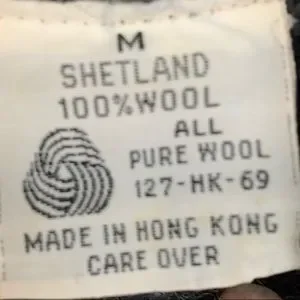 M
SHETLAND
100%WOOL
ALL
PURE WOOL
127-HK-69
MADE IN HONG KONG
CARE OVER